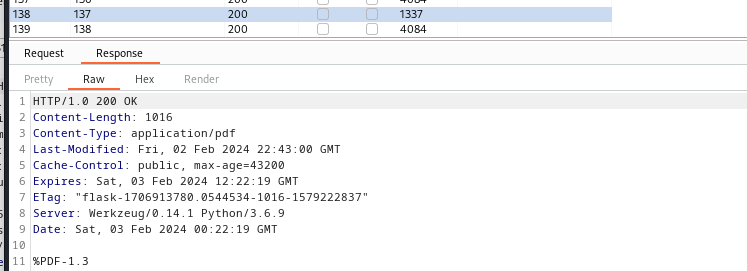 138 137 200 1337
139 138 200 4084
Request Response
Pretty Raw Hex Render
1 HTTP/1.0 200 OK
2 Content-Length: 1016
3 Content-Type: application/pdf
4 Last-Modified: Fri, 02 Feb 2024 22:43:00 GMT
5 Cache-Control: public, max-age=43200
6 Expires: Sat, 03 Feb 2024 12:22:19 GMT
7 ETag: "flask-1706913780.0544534-1016-1579222837"
8 Server: Werkzeug/0.14.1 Python/3.6.9
9 Date: Sat, 03 Feb 2024 00:22:19 GMT
10
11 %PDF-1.3